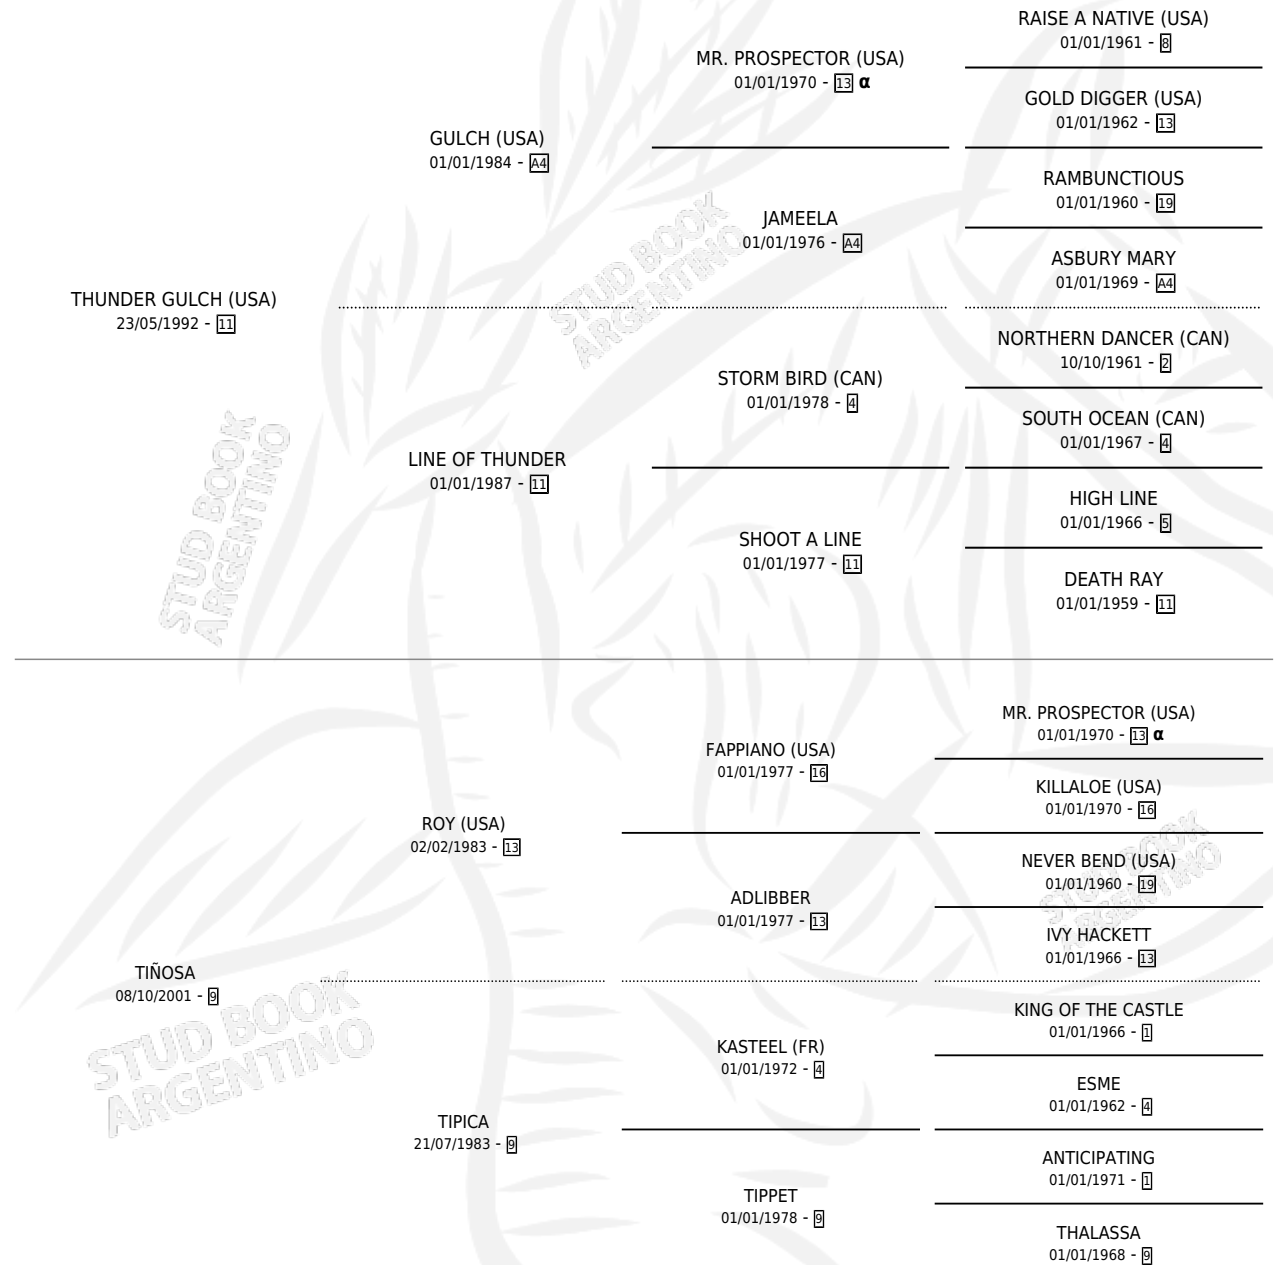 RAISE A NATIVE (USA)
01/01/1961 - 8
MR. PROSPECTOR (USA)
01/01/1970 - 13 α
GOLD DIGGER (USA)
01/01/1962 - 13
GULCH (USA)
01/01/1984 - A4
RAMBUNCTIOUS
01/01/1960 - 19
JAMEELA
01/01/1976 - A4
ASBURY MARY
01/01/1969 - A4
THUNDER GULCH (USA)
23/05/1992 - 11
NORTHERN DANCER (CAN)
10/10/1961 - 2
STORM BIRD (CAN)
01/01/1978 - 4
SOUTH OCEAN (CAN)
01/01/1967 - 4
LINE OF THUNDER
01/01/1987 - 11
HIGH LINE
01/01/1966 - 5
SHOOT A LINE
01/01/1977 - 11
DEATH RAY
01/01/1959 - 11
MR. PROSPECTOR (USA)
01/01/1970 - 13 α
FAPPIANO (USA)
01/01/1977 - 16
KILLALOE (USA)
01/01/1970 - 16
ROY (USA)
02/02/1983 - 13
NEVER BEND (USA)
01/01/1960 - 19
ADLIBBER
01/01/1977 - 13
IVY HACKETT
01/01/1966 - 13
TIÑOSA
08/10/2001 - 9
KING OF THE CASTLE
01/01/1966 - 1
KASTEEL (FR)
01/01/1972 - 4
ESME
01/01/1962 - 4
TIPICA
21/07/1983 - 9
ANTICIPATING
01/01/1971 - 1
TIPPET
01/01/1978 - 9
THALASSA
01/01/1968 - 9
STUD BOOK
ARGENTINO
STUD BOOK
ARGENTINO
STUD BOOK
ARGENTINO
STUD BOOK
ARGENTINO